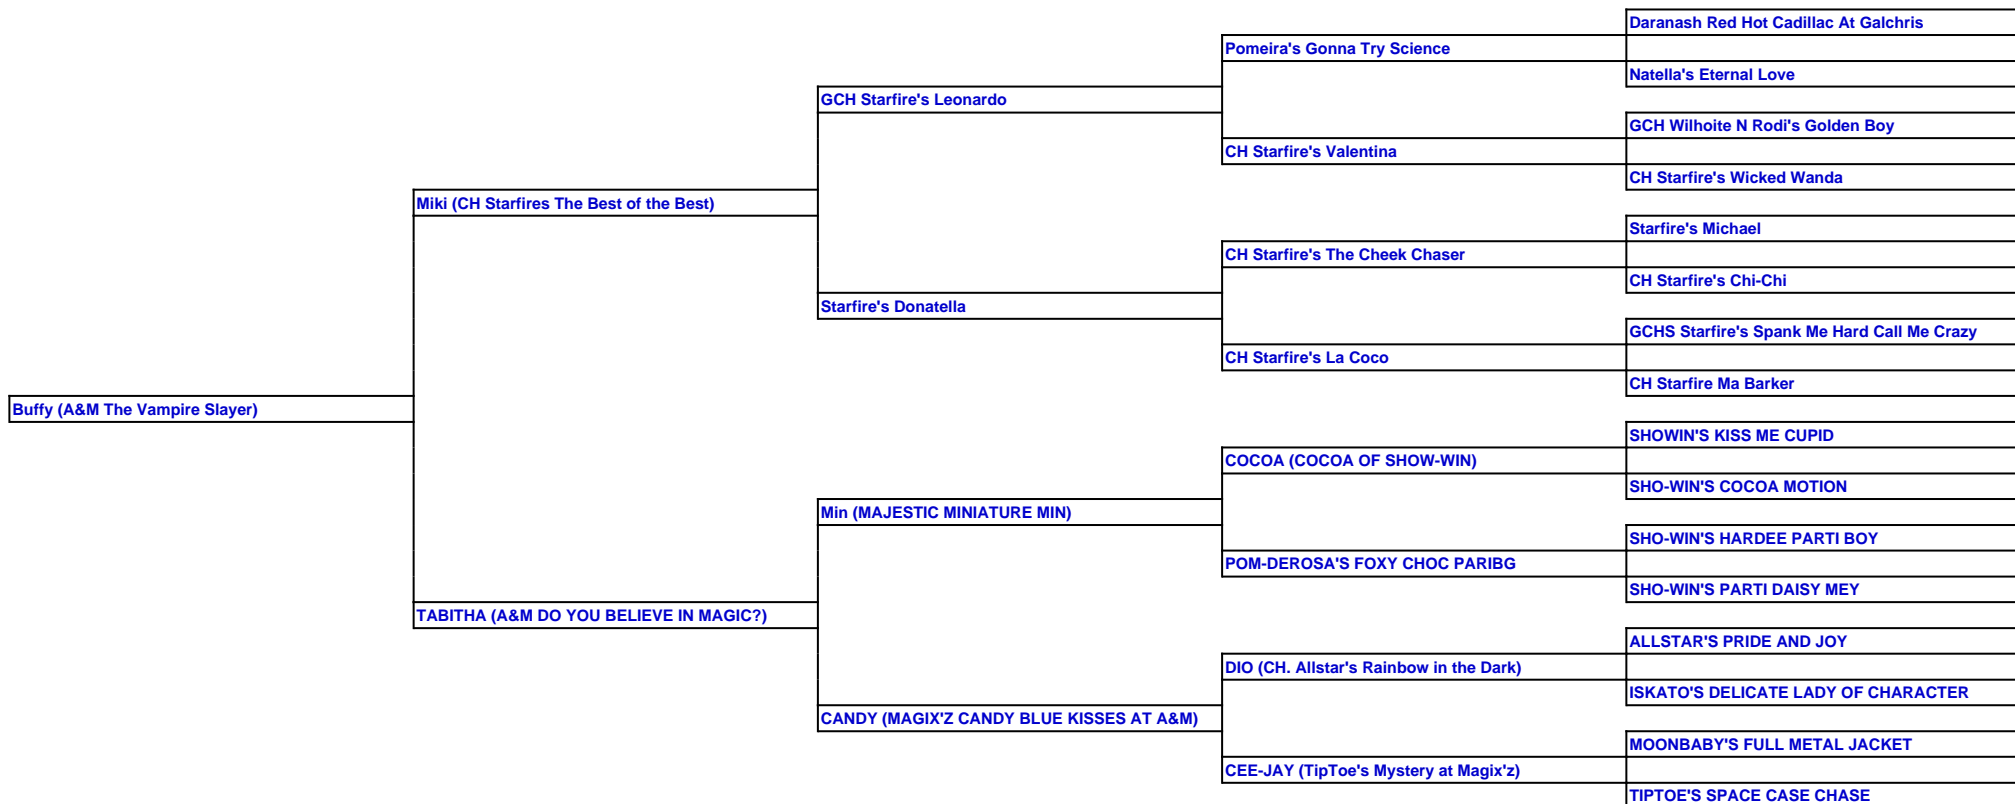 Daranash Red Hot Cadillac At Galchris
Pomeira's Gonna Try Science
Natella's Eternal Love
GCH Starfire's Leonardo
GCH Wilhoite N Rodi's Golden Boy
CH Starfire's Valentina
CH Starfire's Wicked Wanda
Miki (CH Starfires The Best of the Best)
Starfire's Michael
CH Starfire's The Cheek Chaser
CH Starfire's Chi-Chi
Starfire's Donatella
GCHS Starfire's Spank Me Hard Call Me Crazy
CH Starfire's La Coco
CH Starfire Ma Barker
Buffy (A&M The Vampire Slayer)
SHOWIN'S KISS ME CUPID
COCOA (COCOA OF SHOW-WIN)
SHO-WIN'S COCOA MOTION
Min (MAJESTIC MINIATURE MIN)
SHO-WIN'S HARDEE PARTI BOY
POM-DEROSA'S FOXY CHOC PARIBG
SHO-WIN'S PARTI DAISY MEY
TABITHA (A&M DO YOU BELIEVE IN MAGIC?)
ALLSTAR'S PRIDE AND JOY
DIO (CH. Allstar's Rainbow in the Dark)
ISKATO'S DELICATE LADY OF CHARACTER
CANDY (MAGIX'Z CANDY BLUE KISSES AT A&M)
MOONBABY'S FULL METAL JACKET
CEE-JAY (TipToe's Mystery at Magix'z)
TIPTOE'S SPACE CASE CHASE